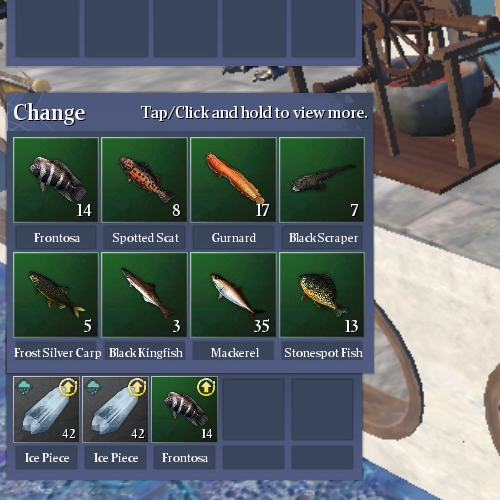 Change
Tap/Click and hold to view more.
14
8
17
7
Frontosa
Spotted Scat
Gurnard
Black Scraper
5
3
35
13
Frost Silver Carp
Black Kingfish
Mackerel
Stonespot Fish
42
42
14
Ice Piece
Ice Piece
Frontosa